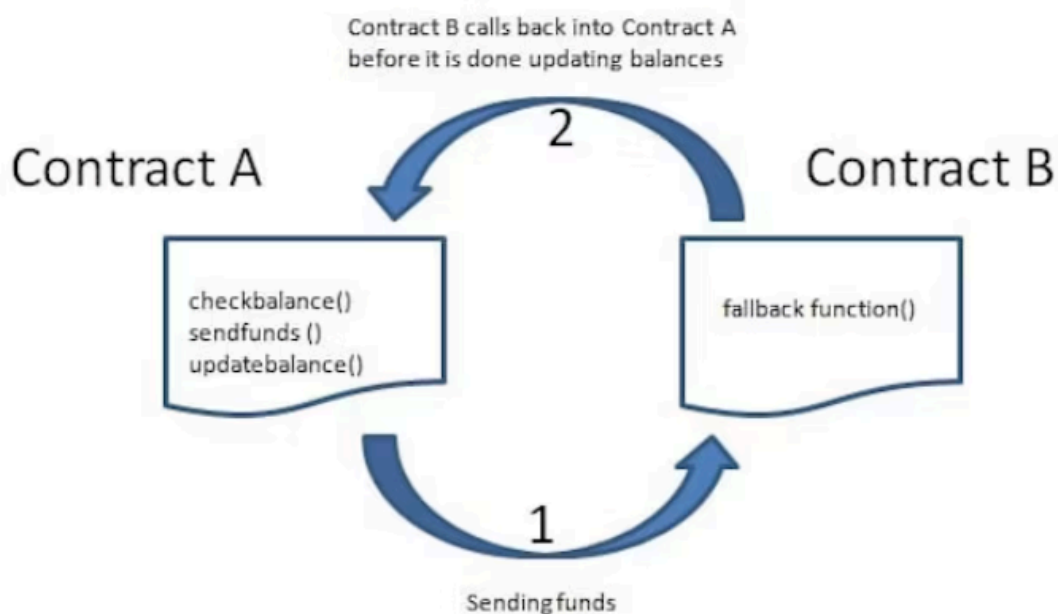 Contract B calls back into Contract A
before it is done updating balances
2
Contract A
Contract B
checkbalance()
sendfunds ()
updatebalance()
fallback function()
1
Sending funds